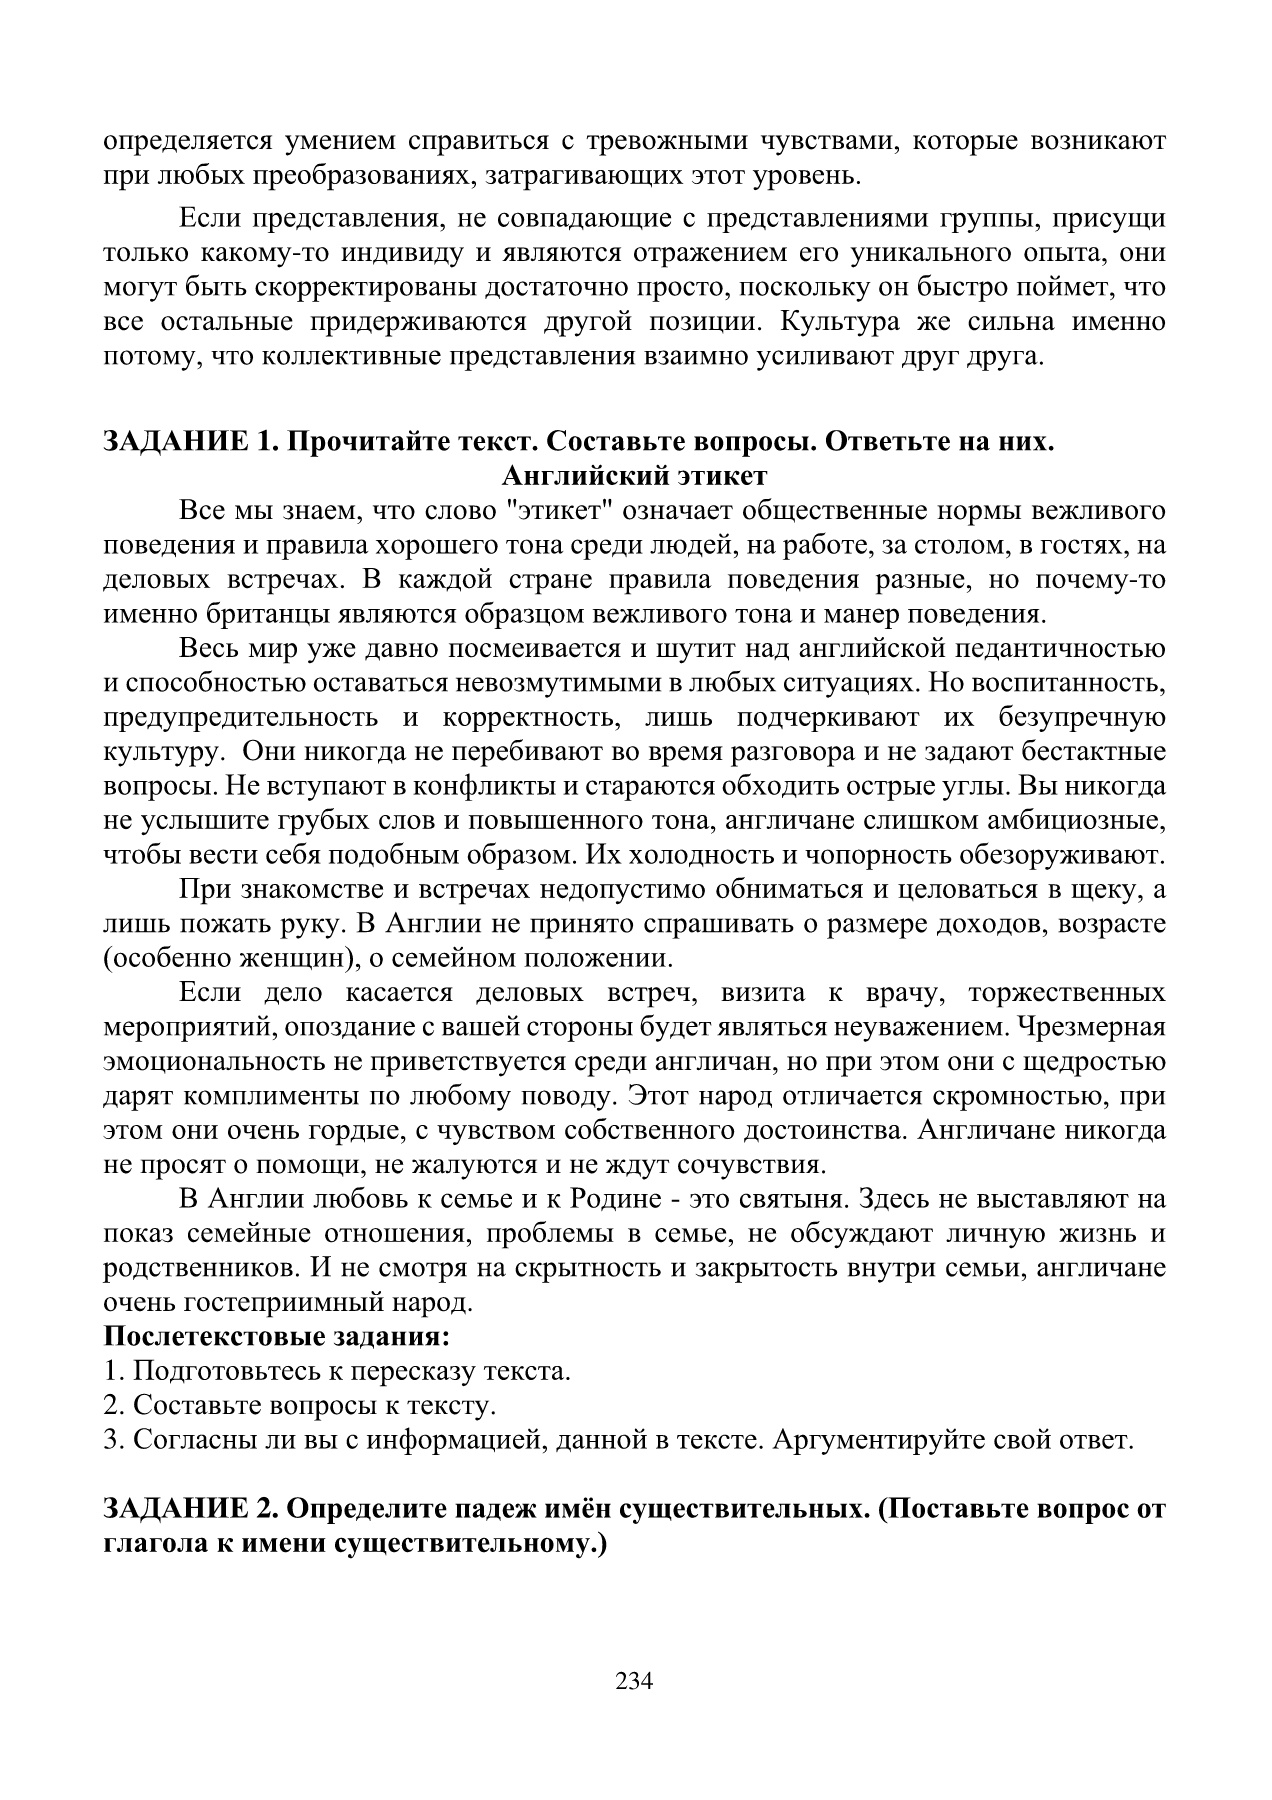 определяется умением справиться с тревожными чувствами, которые возникают
при любых преобразованиях, затрагивающих этот уровень.
Если представления, не совпадающие с представлениями группы, присущи
только какому-то индивиду и являются отражением его уникального опыта, они
могут быть скорректированы достаточно просто, поскольку он быстро поймет, что
все остальные придерживаются другой позиции. Культура же сильна именно
потому, что коллективные представления взаимно усиливают друг друга.
ЗАДАНИЕ 1. Прочитайте текст. Составьте вопросы. Ответьте на них.
Английский этикет
Все мы знаем, что слово "этикет" означает общественные нормы вежливого
поведения и правила хорошего тона среди людей, на работе, за столом, в гостях, на
деловых встречах. В каждой стране правила поведения разные, но почему-то
именно британцы являются образцом вежливого тона и манер поведения.
Весь мир уже давно посмеивается и шутит над английской педантичностью
и способностью оставаться невозмутимыми в любых ситуациях. Но воспитанность,
предупредительность и корректность, лишь подчеркивают их безупречную
культуру.  Они никогда не перебивают во время разговора и не задают бестактные
вопросы. Не вступают в конфликты и стараются обходить острые углы. Вы никогда
не услышите грубых слов и повышенного тона, англичане слишком амбициозные,
чтобы вести себя подобным образом. Их холодность и чопорность обезоруживают.
При знакомстве и встречах недопустимо обниматься и целоваться в щеку, а
лишь пожать руку. В Англии не принято спрашивать о размере доходов, возрасте
(особенно женщин), о семейном положении.
Если дело касается деловых встреч, визита к врачу, торжественных
мероприятий, опоздание с вашей стороны будет являться неуважением. Чрезмерная
эмоциональность не приветствуется среди англичан, но при этом они с щедростью
дарят комплименты по любому поводу. Этот народ отличается скромностью, при
этом они очень гордые, с чувством собственного достоинства. Англичане никогда
не просят о помощи, не жалуются и не ждут сочувствия.
В Англии любовь к семье и к Родине - это святыня. Здесь не выставляют на
показ семейные отношения, проблемы в семье, не обсуждают личную жизнь и
родственников. И не смотря на скрытность и закрытость внутри семьи, англичане
очень гостеприимный народ.
Послетекстовые задания:
1. Подготовьтесь к пересказу текста.
2. Составьте вопросы к тексту.
3. Согласны ли вы с информацией, данной в тексте. Аргументируйте свой ответ.
ЗАДАНИЕ 2. Определите падеж имён существительных. (Поставьте вопрос от
глагола к имени существительному.)
234